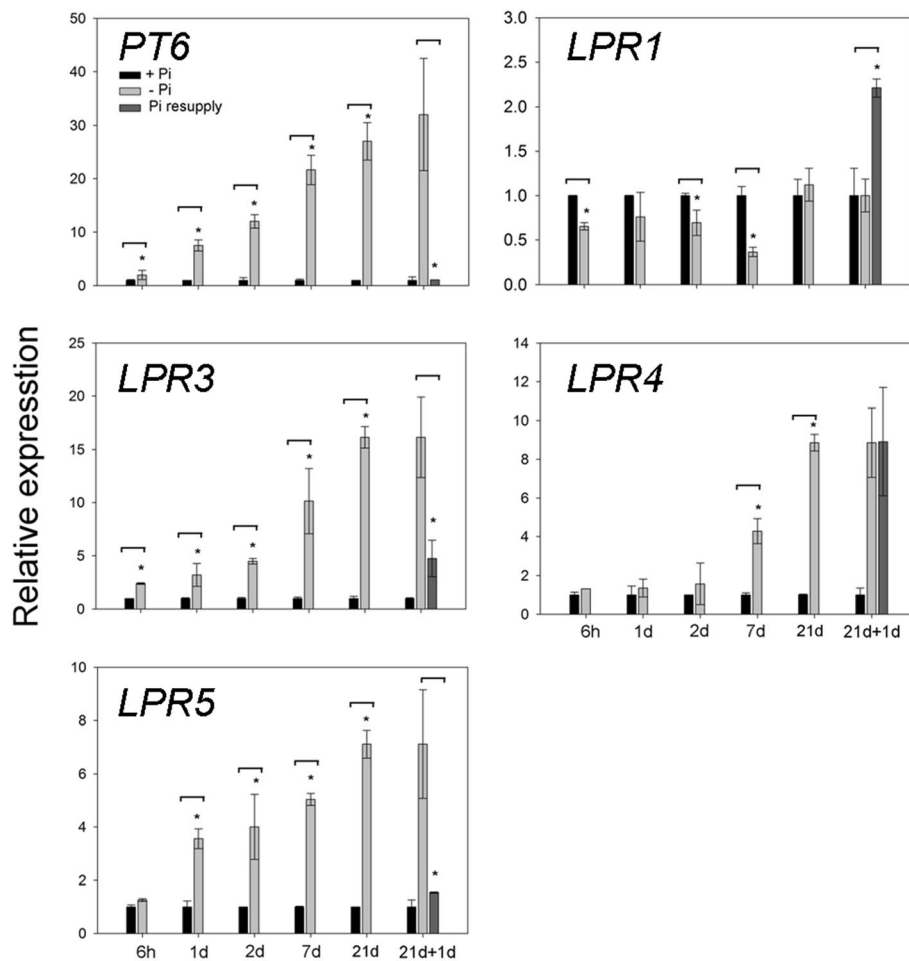 PT6
+ Pi
- Pi
Pi resupply
50
40
30
20
10
0
* * * * * *
LPR1
3.0
2.5
2.0
1.5
1.0
0.5
0.0
* * * *
Relative expresstion
LPR3
25
20
15
10
5
0
* * * * * *
LPR4
14
12
10
8
6
4
2
0
* *
6h 1d 2d 7d 21d 21d+1d
LPR5
10
8
6
4
2
0
* * * * *
6h 1d 2d 7d 21d 21d+1d